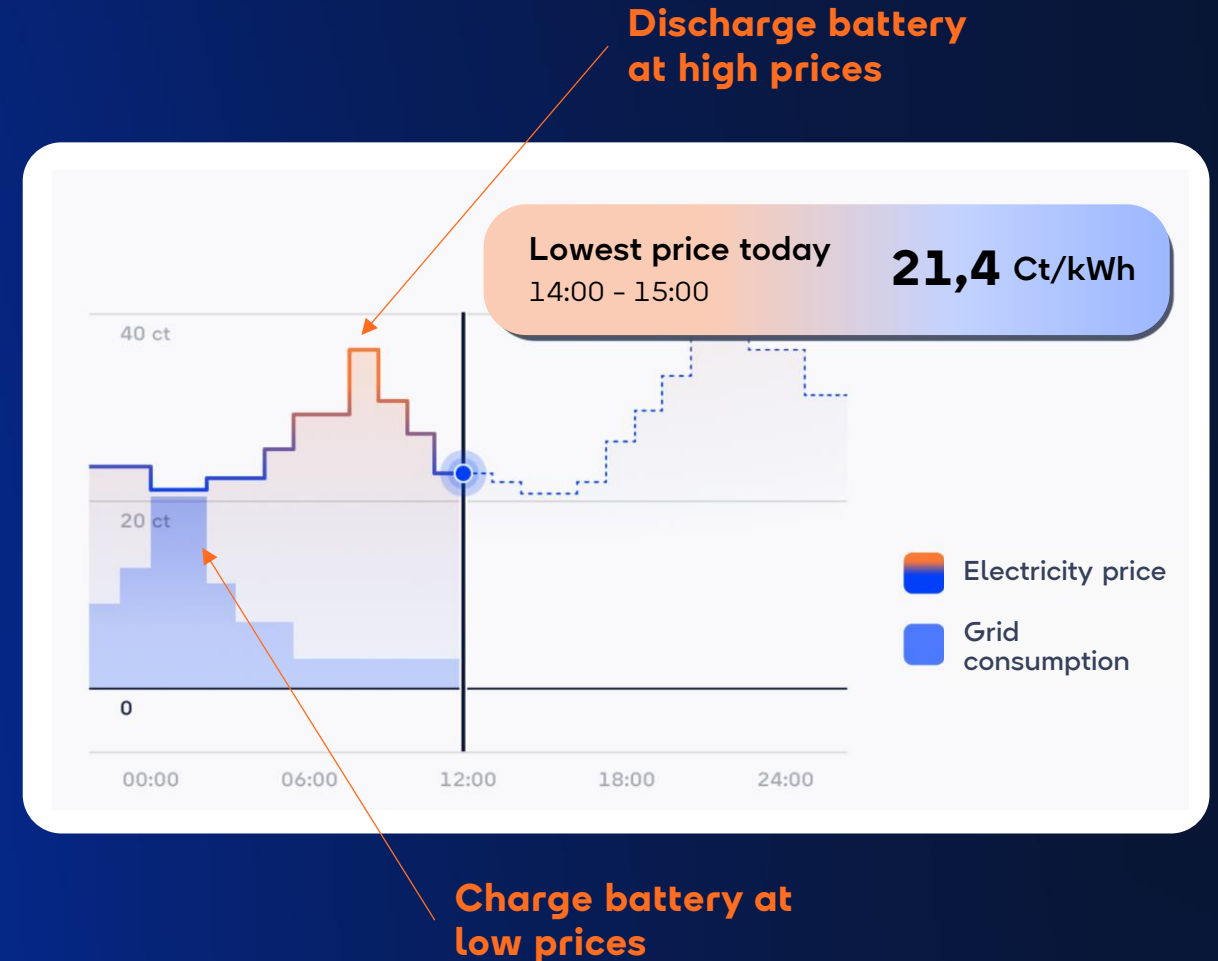 Discharge battery
at high prices
Lowest price today
14:00 – 15:00
21,4 Ct/kWh
40 ct
20 ct
0
00:00
06:00
12:00
18:00
24:00
Electricity price
Grid
consumption
Charge battery at
low prices